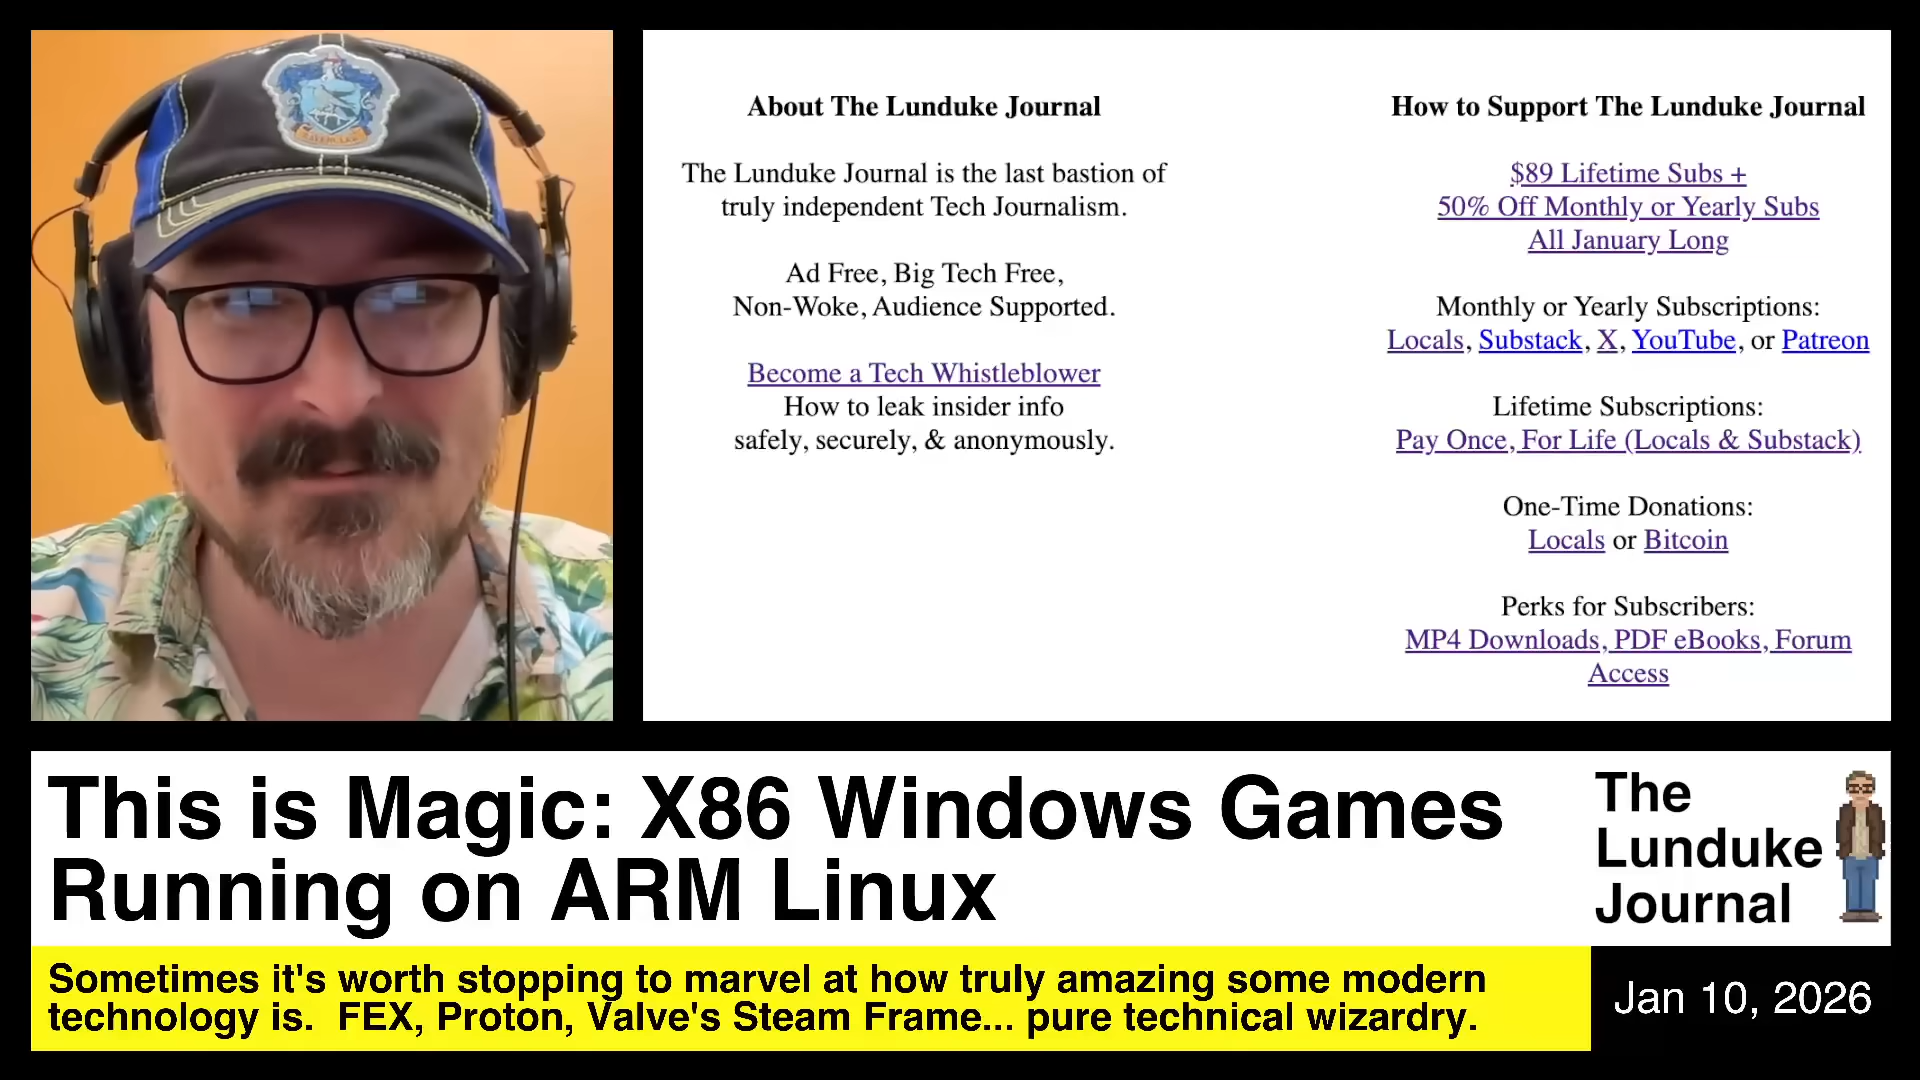 About The Lunduke Journal
The Lunduke Journal is the last bastion of
truly independent Tech Journalism.
Ad Free, Big Tech Free,
Non-Woke, Audience Supported.
Become a Tech Whistleblower
How to leak insider info
safely, securely, & anonymously.
How to Support The Lunduke Journal
$89 Lifetime Subs +
50% Off Monthly or Yearly Subs
All January Long
Monthly or Yearly Subscriptions:
Locals, Substack, X, YouTube, or Patreon
Lifetime Subscriptions:
Pay Once, For Life (Locals & Substack)
One-Time Donations:
Locals or Bitcoin
Perks for Subscribers:
MP4 Downloads, PDF eBooks, Forum
Access
This is Magic: X86 Windows Games
Running on ARM Linux
The
Lunduke
Journal
Sometimes it's worth stopping to marvel at how truly amazing some modern
technology is.  FEX, Proton, Valve's Steam Frame... pure technical wizardry.
Jan 10, 2026